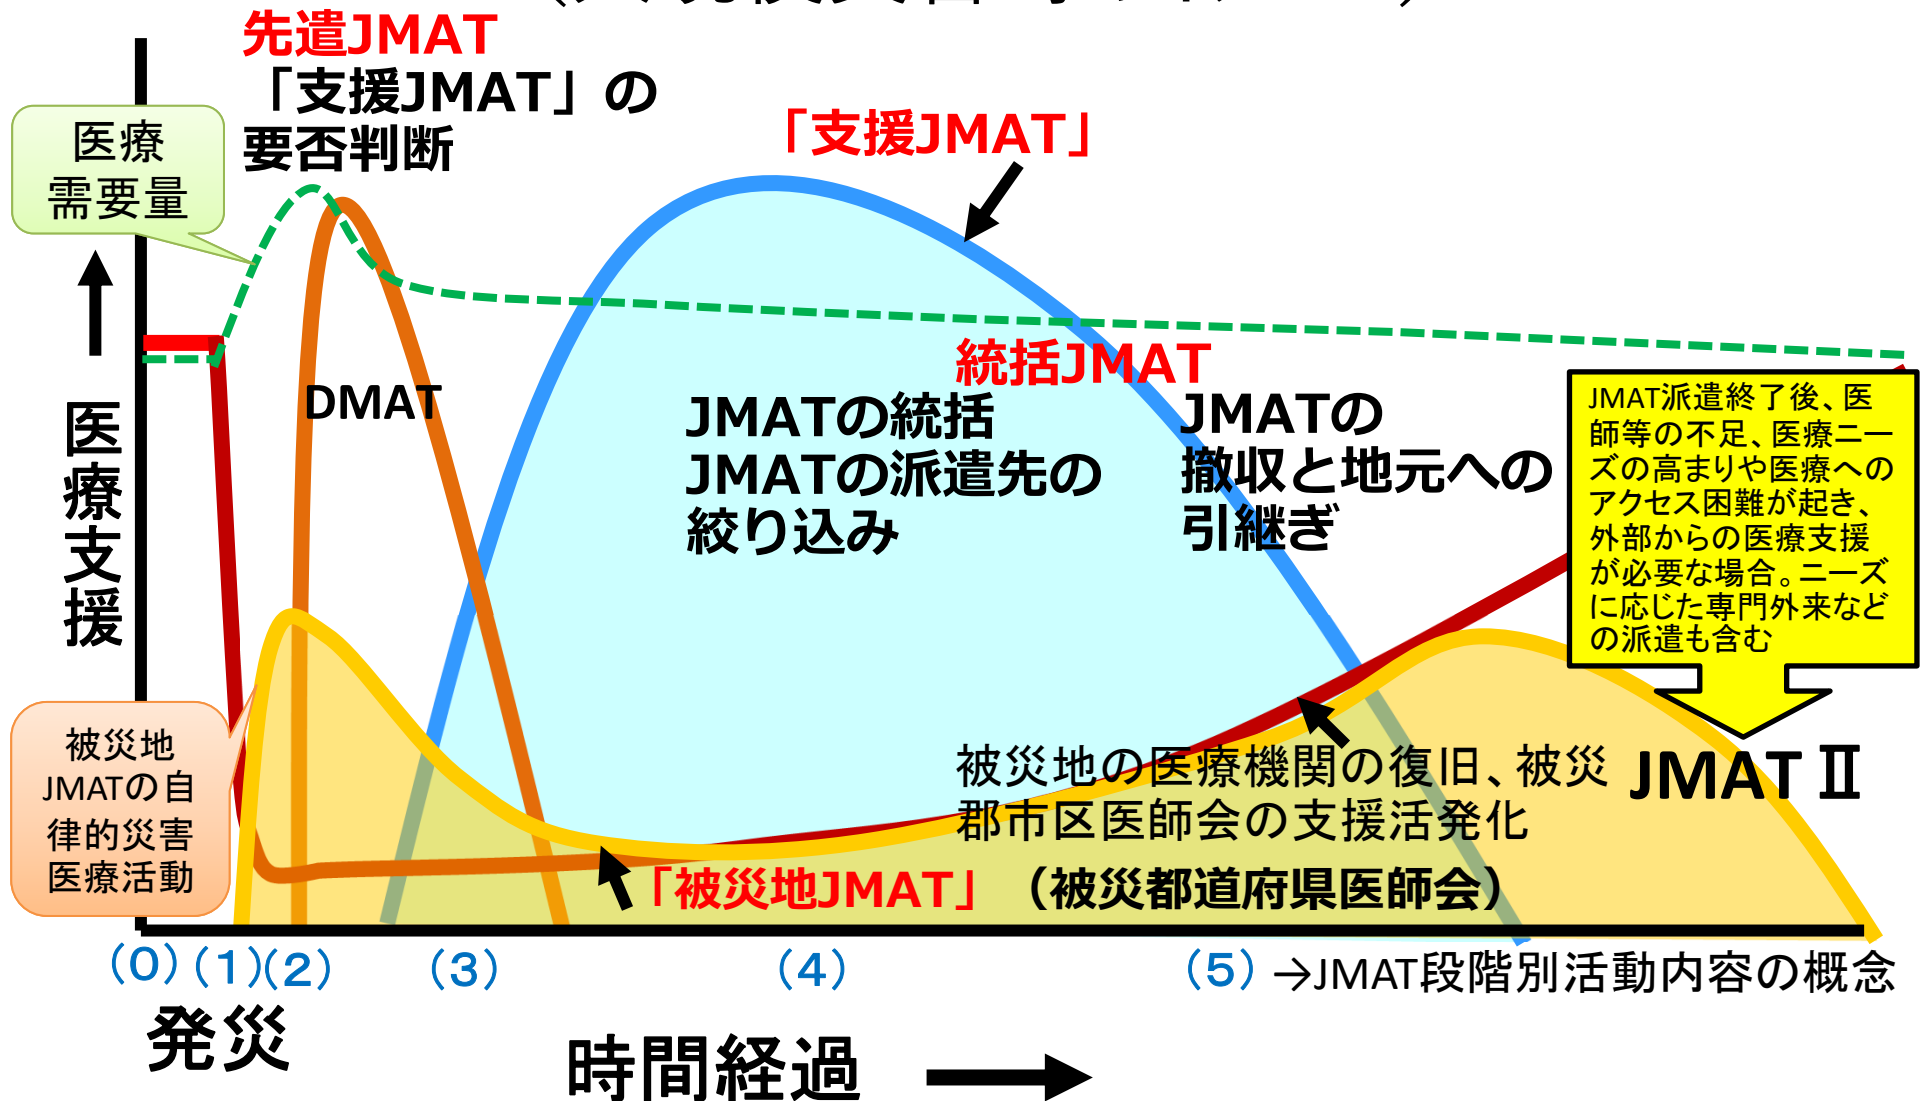 先遣JMAT
「支援JMAT」の
要否判断
医療
需要量
「支援JMAT」
医療支援
DMAT
統括JMAT
JMATの統括
JMATの派遣先の
絞り込み
JMATの
撤収と地元への
引継ぎ
JMAT派遣終了後、医
師等の不足、医療ニー
ズの高まりや医療への
アクセス困難が起き、
外部からの医療支援
が必要な場合。ニーズ
に応じた専門外来など
の派遣も含む
被災地
JMATの自
律的災害
医療活動
被災地の医療機関の復旧、被災
郡市区医師会の支援活発化
JMATⅡ
「被災地JMAT」（被災都道府県医師会）
（0）（1）（2）（3）（4）（5）→JMAT段階別活動内容の概念
発災
時間経過